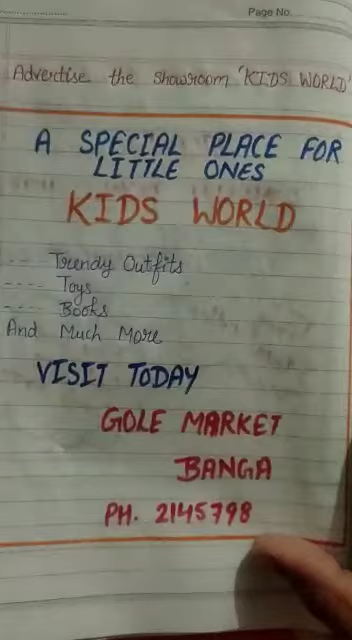 Page No.
Advertise the showroom 'KIDS WORLD'
A SPECIAL PLACE FOR
LITTLE ONES
KIDS WORLD
---- Trendy Outfits
---- Toys
---- Books
And Much More
VISIT TODAY
GOLE MARKET
BANGA
PH. 2145798